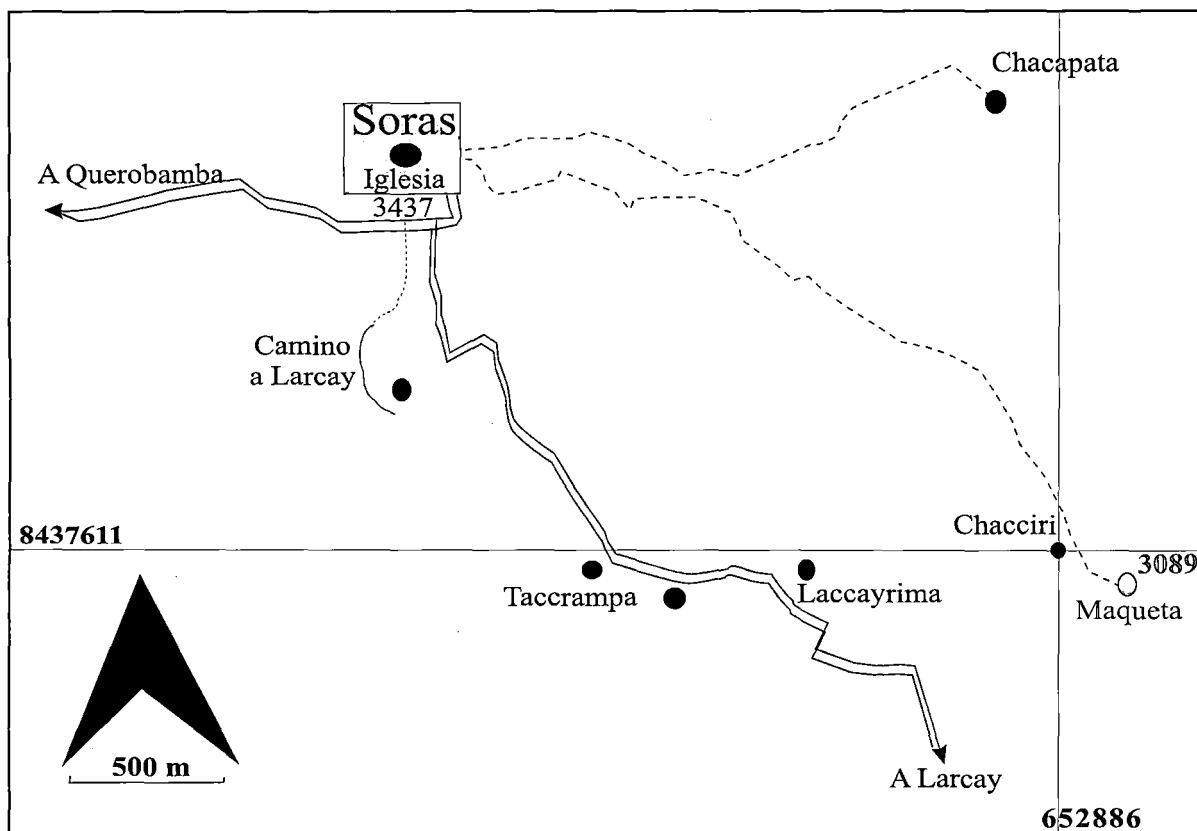 Chacapata
Soras
Iglesia
3437
A Querobamba
Camino
a Larcay
8437611
Chacciri
3089
Maqueta
Taccrampa
Laccayrima
500 m
A Larcay
652886